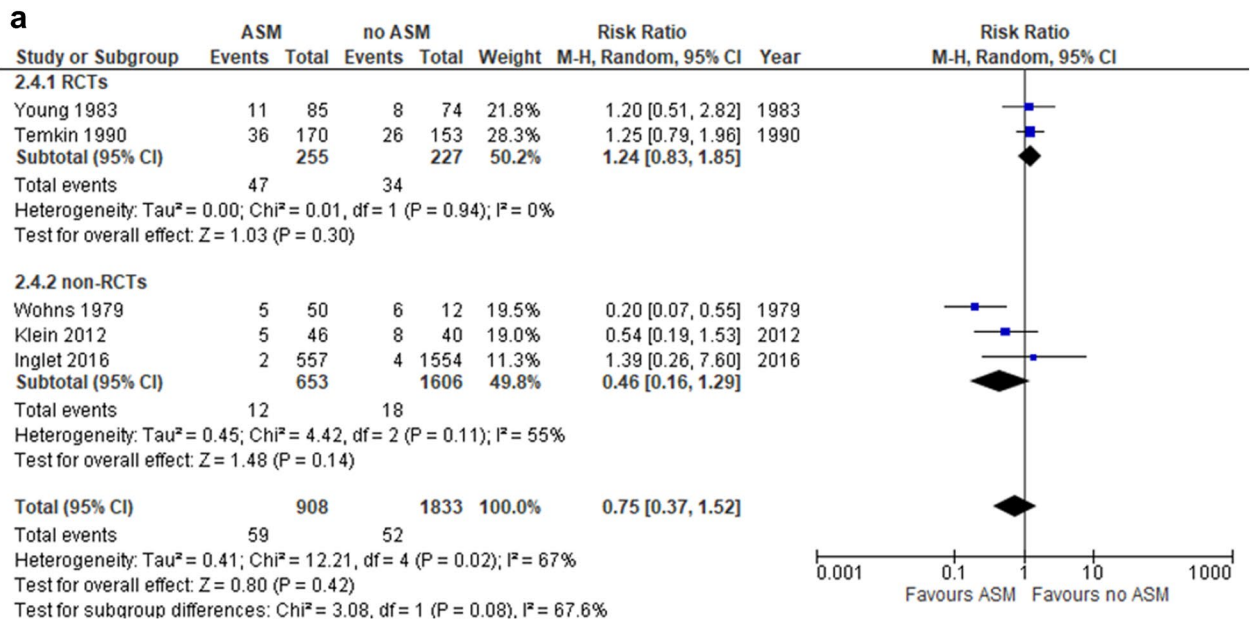 a
ASM no ASM Risk Ratio Risk Ratio
Study or Subgroup Events Total Events Total Weight M-H, Random, 95% CI Year M-H, Random, 95% CI
2.4.1 RCTs
Young 1983 11 85 8 74 21.8% 1.20 [0.51, 2.82] 1983
Temkin 1990 36 170 26 153 28.3% 1.25 [0.79, 1.96] 1990
Subtotal (95% CI) 255 227 50.2% 1.24 [0.83, 1.85]
Total events 47 34
Heterogeneity: Tau² = 0.00; Chi² = 0.01, df = 1 (P = 0.94); I² = 0%
Test for overall effect: Z = 1.03 (P = 0.30)
2.4.2 non-RCTs
Wohns 1979 5 50 6 12 19.5% 0.20 [0.07, 0.55] 1979
Klein 2012 5 46 8 40 19.0% 0.54 [0.19, 1.53] 2012
Inglet 2016 2 557 4 1554 11.3% 1.39 [0.26, 7.60] 2016
Subtotal (95% CI) 653 1606 49.8% 0.46 [0.16, 1.29]
Total events 12 18
Heterogeneity: Tau² = 0.45; Chi² = 4.42, df = 2 (P = 0.11); I² = 55%
Test for overall effect: Z = 1.48 (P = 0.14)
Total (95% CI) 908 1833 100.0% 0.75 [0.37, 1.52]
Total events 59 52
Heterogeneity: Tau² = 0.41; Chi² = 12.21, df = 4 (P = 0.02); I² = 67%
Test for overall effect: Z = 0.80 (P = 0.42)
Test for subgroup differences: Chi² = 3.08, df = 1 (P = 0.08), I² = 67.6%
0.001 0.1 1 10 1000
Favours ASM Favours no ASM